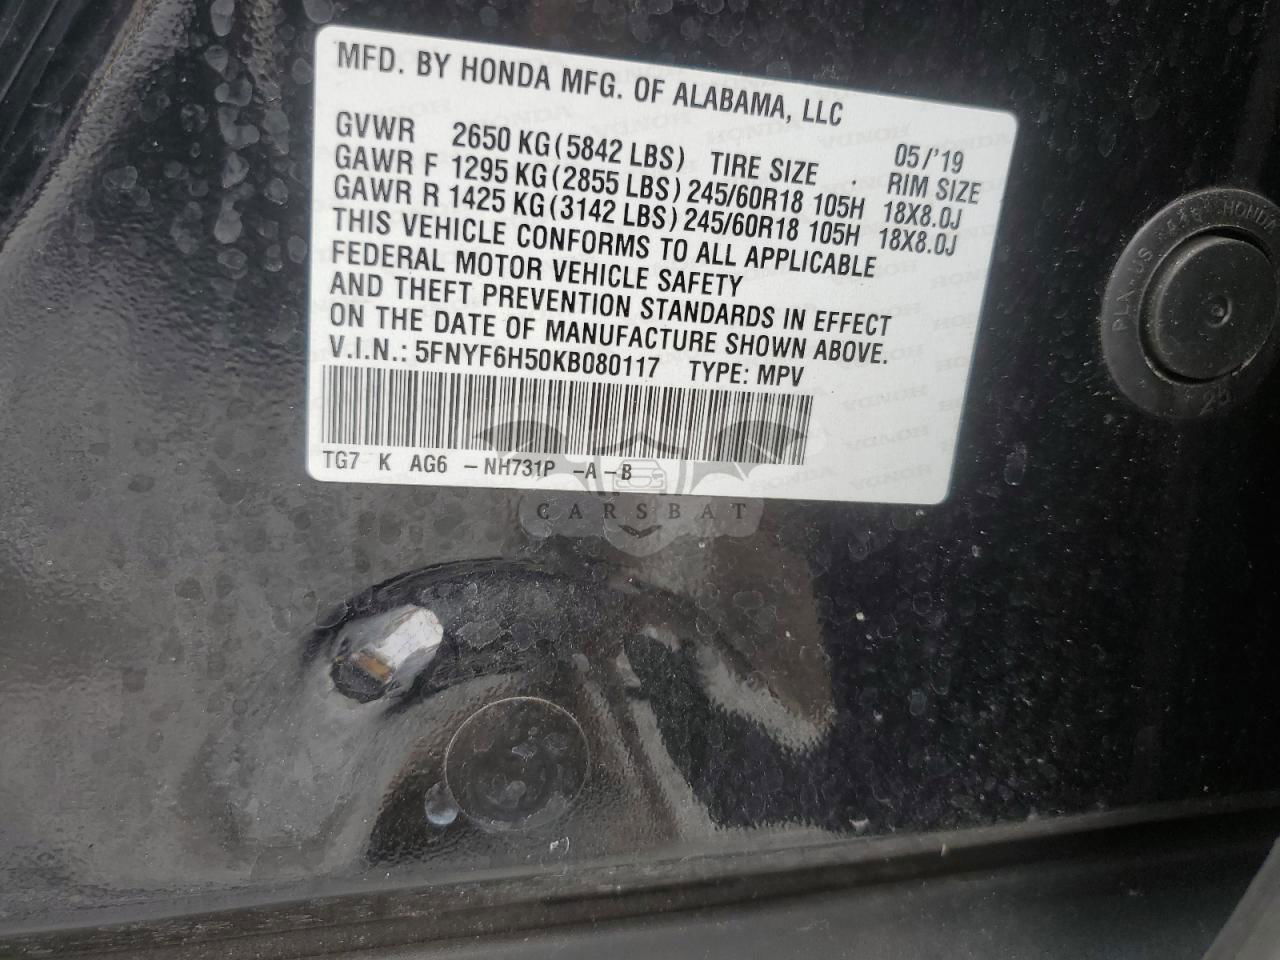 MFD. BY HONDA MFG. OF ALABAMA, LLC
05/'19
GVWR 2650 KG(5842 LBS) TIRE SIZE RIM SIZE
GAWR F 1295 KG(2855 LBS) 245/60R18 105H 18X8.0J
GAWR R 1425 KG(3142 LBS) 245/60R18 105H 18X8.0J
THIS VEHICLE CONFORMS TO ALL APPLICABLE
FEDERAL MOTOR VEHICLE SAFETY
AND THEFT PREVENTION STANDARDS IN EFFECT
ON THE DATE OF MANUFACTURE SHOWN ABOVE.
V.I.N.: 5FNYF6H50KB080117 TYPE: MPV
TG7 K AG6 -NH731P -A -B
CARSBAT
HONDA